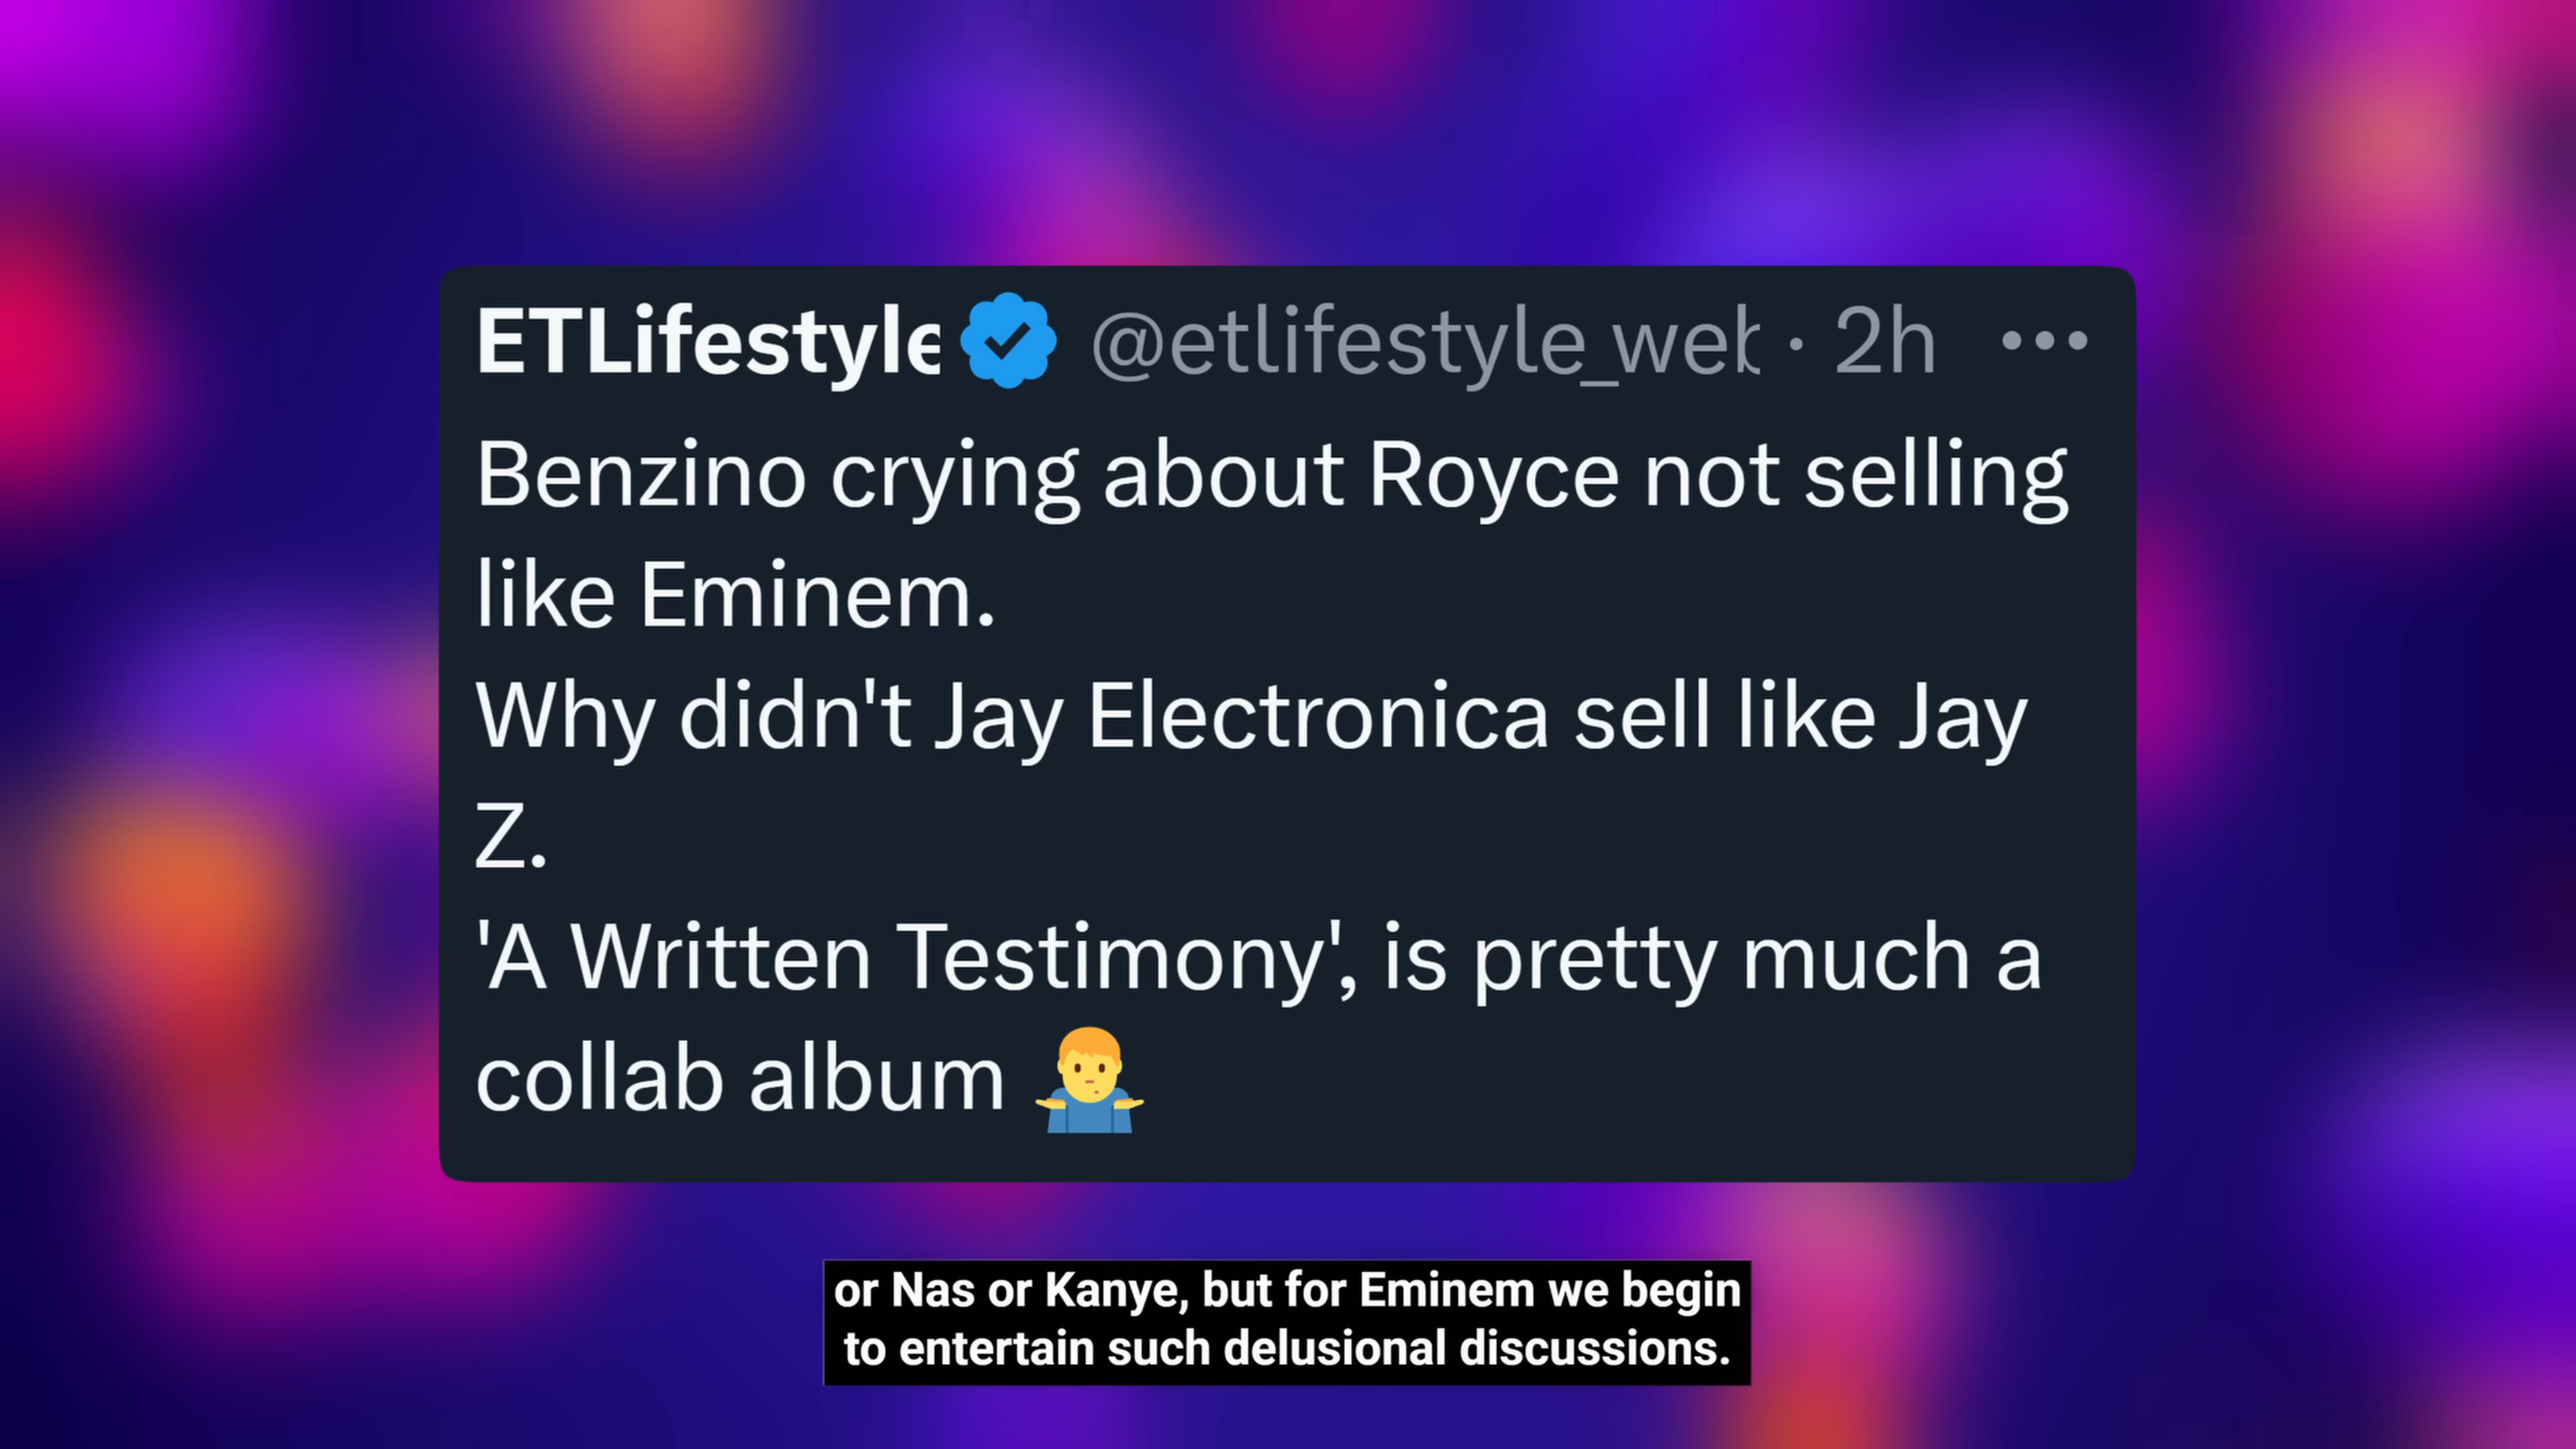 ETLifestyle @etlifestyle_web · 2h
Benzino crying about Royce not selling
like Eminem.
Why didn't Jay Electronica sell like Jay
Z.
'A Written Testimony', is pretty much a
collab album 🤷‍♂️
or Nas or Kanye, but for Eminem we begin
to entertain such delusional discussions.